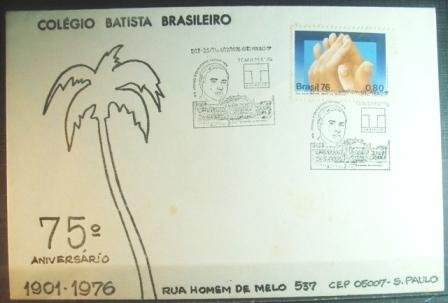 COLÉGIO BATISTA BRASILEIRO
Brasil 76
0,80
75º
ANIVERSÁRIO
1901-1976
RUA HOMEM DE MELO 537 CEP 05007-S. PAULO